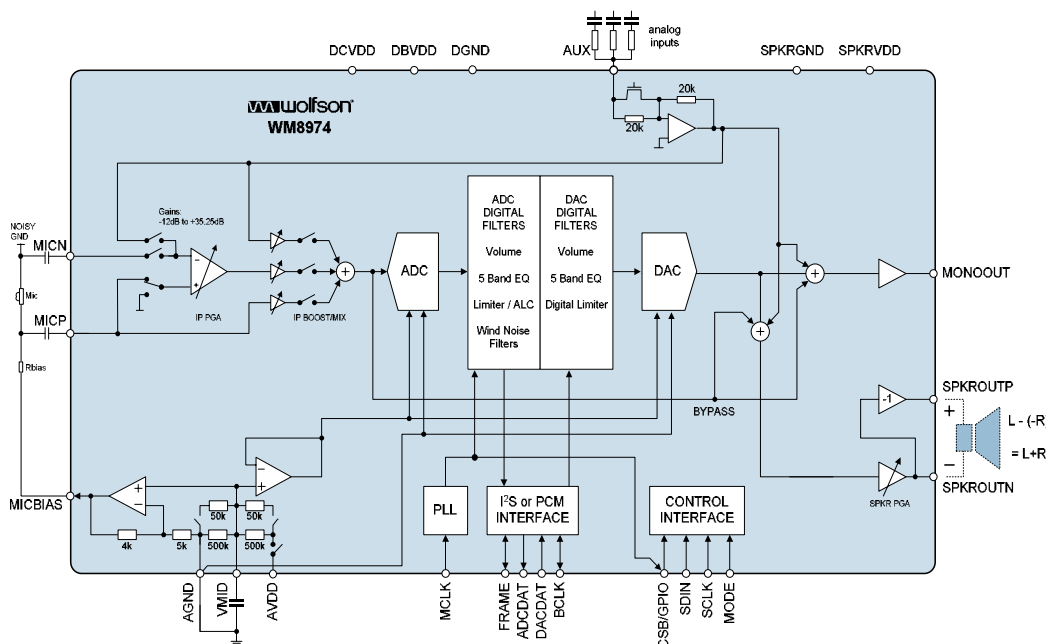 analog
inputs
DCVDD
DBVDD
DGND
AUX
SPKRGND
SPKRVDD
wolfson
WM8974
20k
20k
Gains:
-12dB to +35.25dB
NOISY
GND
MICN
Mic
MICP
Rbias
IP PGA
IP BOOST/MIX
ADC
ADC
DIGITAL
FILTERS
Volume
5 Band EQ
Limiter / ALC
Wind Noise
Filters
DAC
DIGITAL
FILTERS
Volume
5 Band EQ
Digital Limiter
DAC
MONOOUT
BYPASS
SPKROUTP
-1
L - (-R)
= L+R
SPKROUTN
SPKR PGA
MICBIAS
4k
5k
50k
50k
500k
500k
PLL
I²S or PCM
INTERFACE
CONTROL
INTERFACE
AGND
VMID
AVDD
MCLK
FRAME
ADCDAT
DACDAT
BCLK
CSB/GPIO
SDIN
SCLK
MODE